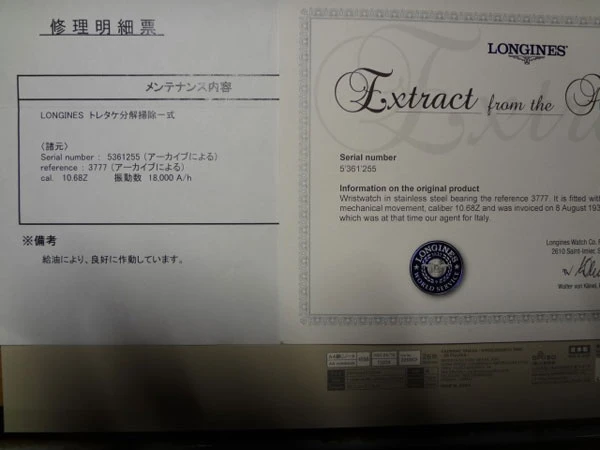 修理明細票
メンテナンス内容
LONGINES トレタケ分解掃除一式
〈諸元〉
Serial number : 5361255 (アーカイブによる)
reference : 3777 (アーカイブによる)
cal. 10.68Z 振動数 18,000 A/h
※備考
給油により、良好に作動しています。
LONGINES
Extract from the A
Serial number
5'361'255
Information on the original product
Wristwatch in stainless steel bearing the reference 3777. It is fitted with
mechanical movement, caliber 10.68Z and was invoiced on 8 August 193
which was at that time our agent for Italy.
Longines Watch Co. F
2610 Saint-Imier, S
LONGINES
WORLD SERVICE
Walter von Känel, P